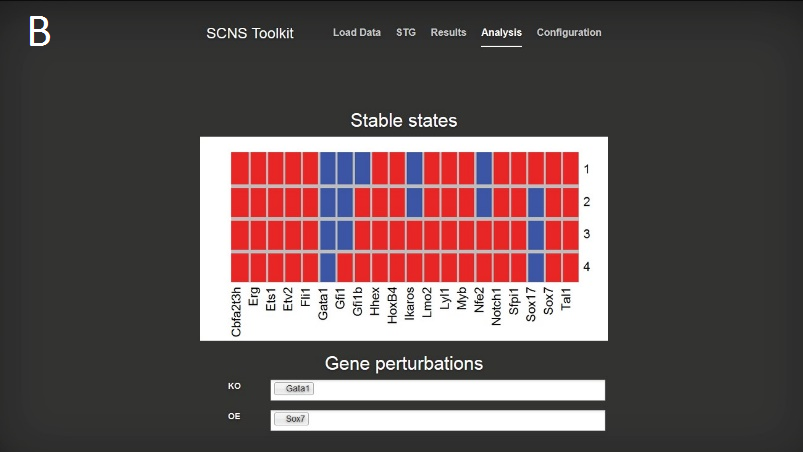 B
SCNS Toolkit Load Data STG Results Analysis Configuration
Stable states
1
2
3
4
Cbfa2t3h Erg Ets1 Etv2 Fli1 Gata1 Gfi1 Gfi1b Hhex HoxB4 Ikaros Lmo2 Lyl1 Myb Nfe2 Notch1 Sfpi1 Sox17 Sox7 Tal1
Gene perturbations
KO Gata1
OE Sox7